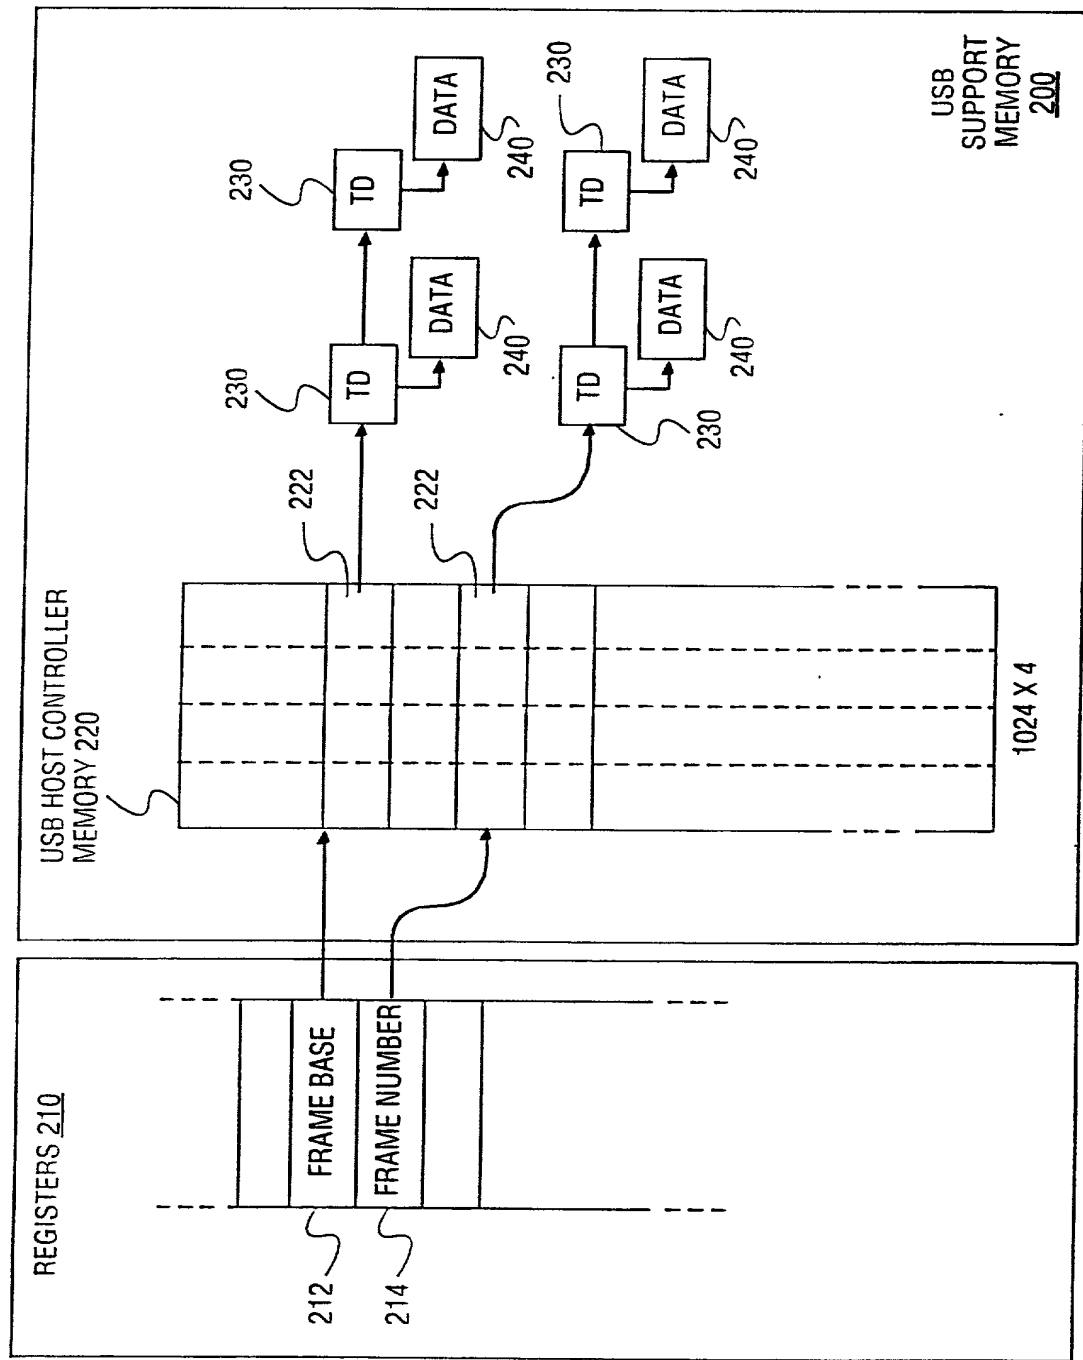 REGISTERS 210
FRAME BASE
FRAME NUMBER
212
214
USB HOST CONTROLLER
MEMORY 220
222
222
1024 X 4
230
TD
DATA
240
230
TD
DATA
240
TD
230
DATA
240
230
TD
DATA
240
USB
SUPPORT
MEMORY
200